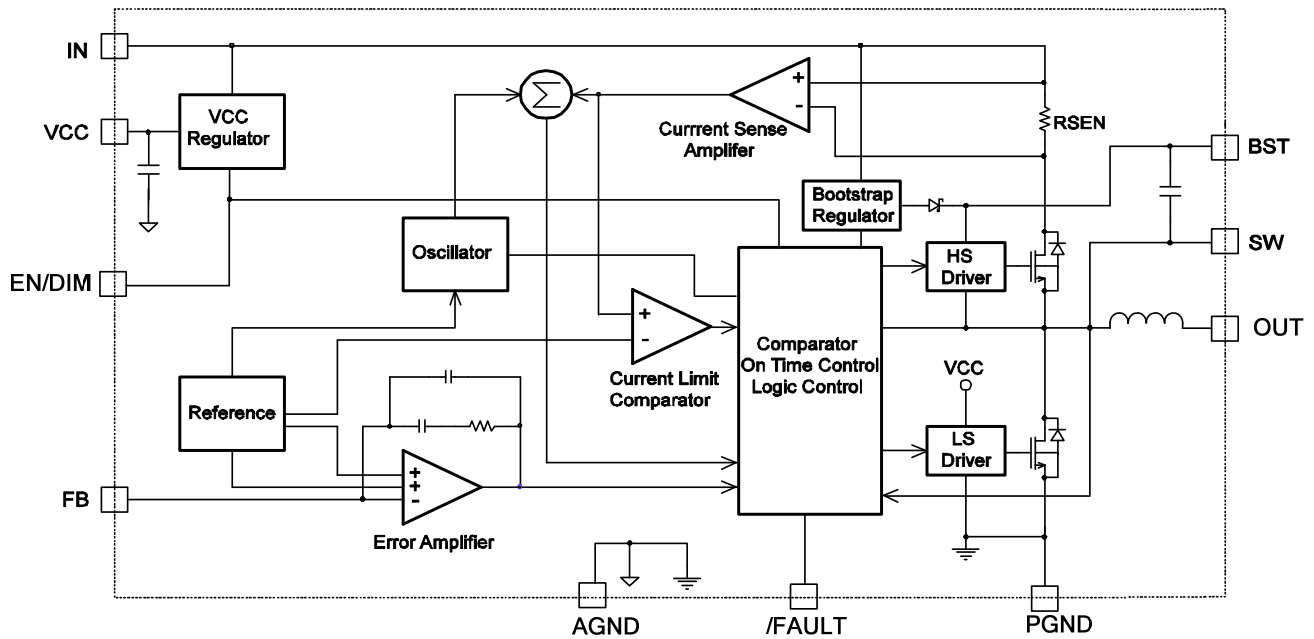 IN
VCC
EN/DIM
FB
VCC
Regulator
Σ
+
-
Currrent Sense
Amplifer
RSEN
BST
Bootstrap
Regulator
SW
Oscillator
HS
Driver
+
-
Current Limit
Comparator
Comparator
On Time Control
Logic Control
OUT
VCC
Reference
LS
Driver
+
+
-
Error Amplifier
AGND
/FAULT
PGND